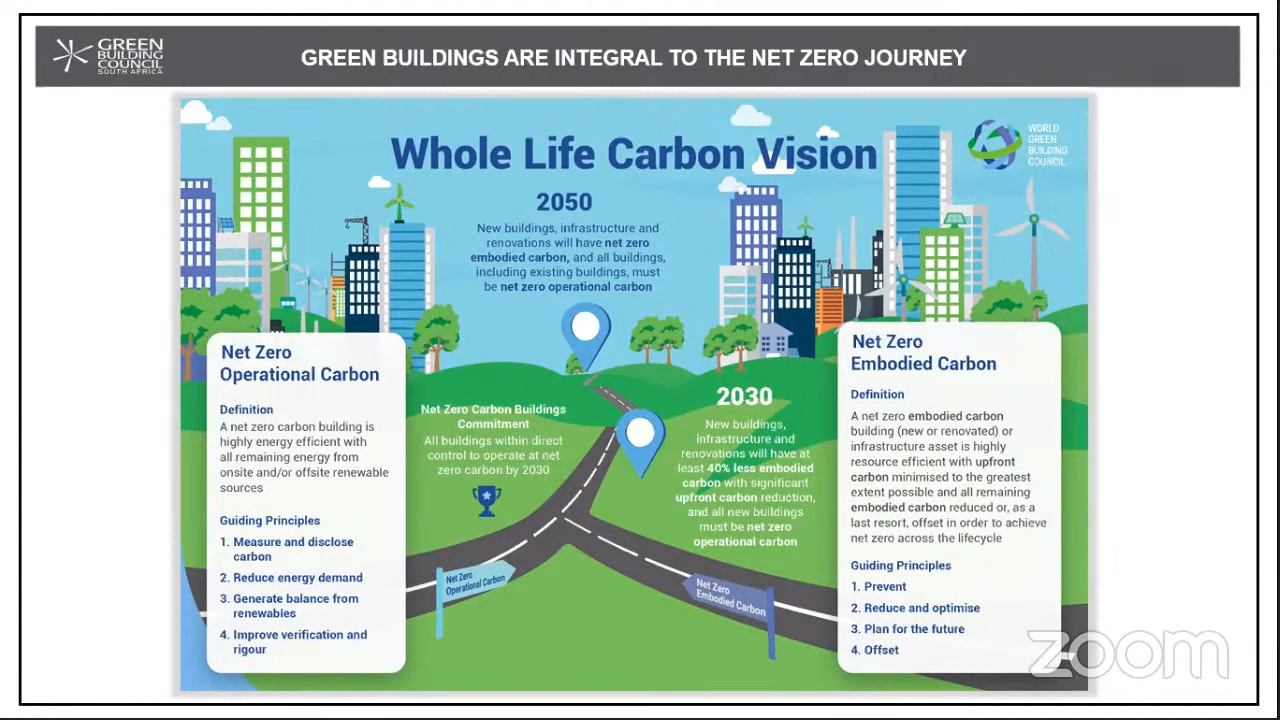 GREEN
BUILDING
COUNCIL
SOUTH AFRICA
GREEN BUILDINGS ARE INTEGRAL TO THE NET ZERO JOURNEY
Whole Life Carbon Vision
WORLD
GREEN
BUILDING
COUNCIL
2050
New buildings, infrastructure and
renovations will have net zero
embodied carbon, and all buildings,
including existing buildings, must
be net zero operational carbon
Net Zero
Operational Carbon
Definition
A net zero carbon building is
highly energy efficient with
all remaining energy from
onsite and/or offsite renewable
sources
Guiding Principles
1. Measure and disclose
carbon
2. Reduce energy demand
3. Generate balance from
renewables
4. Improve verification and
rigour
Net Zero Carbon Buildings
Commitment
All buildings within direct
control to operate at net
zero carbon by 2030
2030
New buildings,
infrastructure and
renovations will have at
least 40% less embodied
carbon with significant
upfront carbon reduction,
and all new buildings
must be net zero
operational carbon
Net Zero
Operational Carbon
Net Zero
Embodied Carbon
Net Zero
Embodied Carbon
Definition
A net zero embodied carbon
building (new or renovated) or
infrastructure asset is highly
resource efficient with upfront
carbon minimised to the greatest
extent possible and all remaining
embodied carbon reduced or, as a
last resort, offset in order to achieve
net zero across the lifecycle
Guiding Principles
1. Prevent
2. Reduce and optimise
3. Plan for the future
4. Offset
zoom